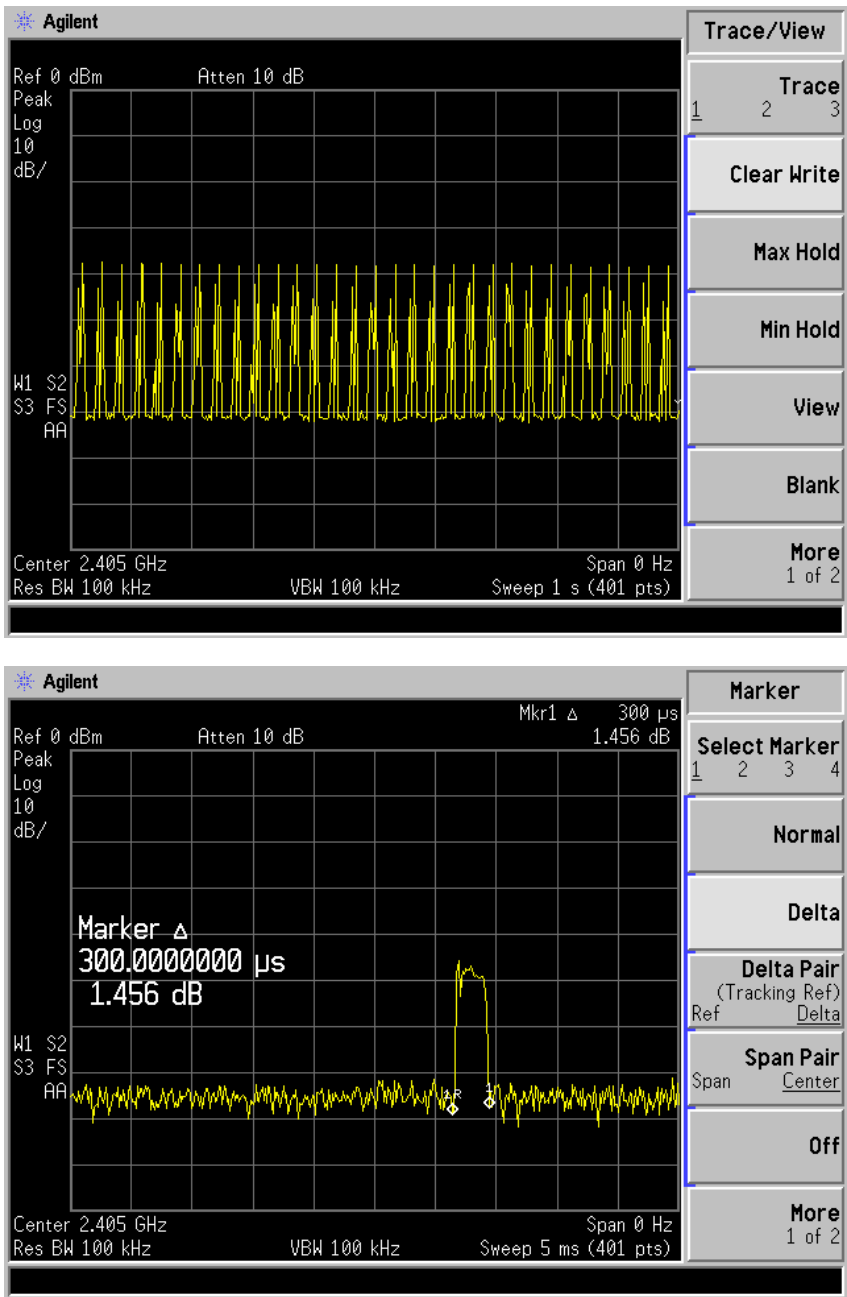 Agilent
Trace/View
Ref 0 dBm Atten 10 dB
Peak
Log
10
dB/
W1 S2
S3 FS
AA
Center 2.405 GHz Span 0 Hz
Res BW 100 kHz VBW 100 kHz Sweep 1 s (401 pts)
Trace
1 2 3
Clear Write
Max Hold
Min Hold
View
Blank
More
1 of 2
Agilent
Marker
Mkr1 Δ 300 µs
Ref 0 dBm Atten 10 dB 1.456 dB
Peak
Log
10
dB/
Marker Δ
300.0000000 µs
1.456 dB
W1 S2
S3 FS
AA
1R 1
Center 2.405 GHz Span 0 Hz
Res BW 100 kHz VBW 100 kHz Sweep 5 ms (401 pts)
Select Marker
1 2 3 4
Normal
Delta
Delta Pair
(Tracking Ref)
Ref Delta
Span Pair
Span Center
Off
More
1 of 2